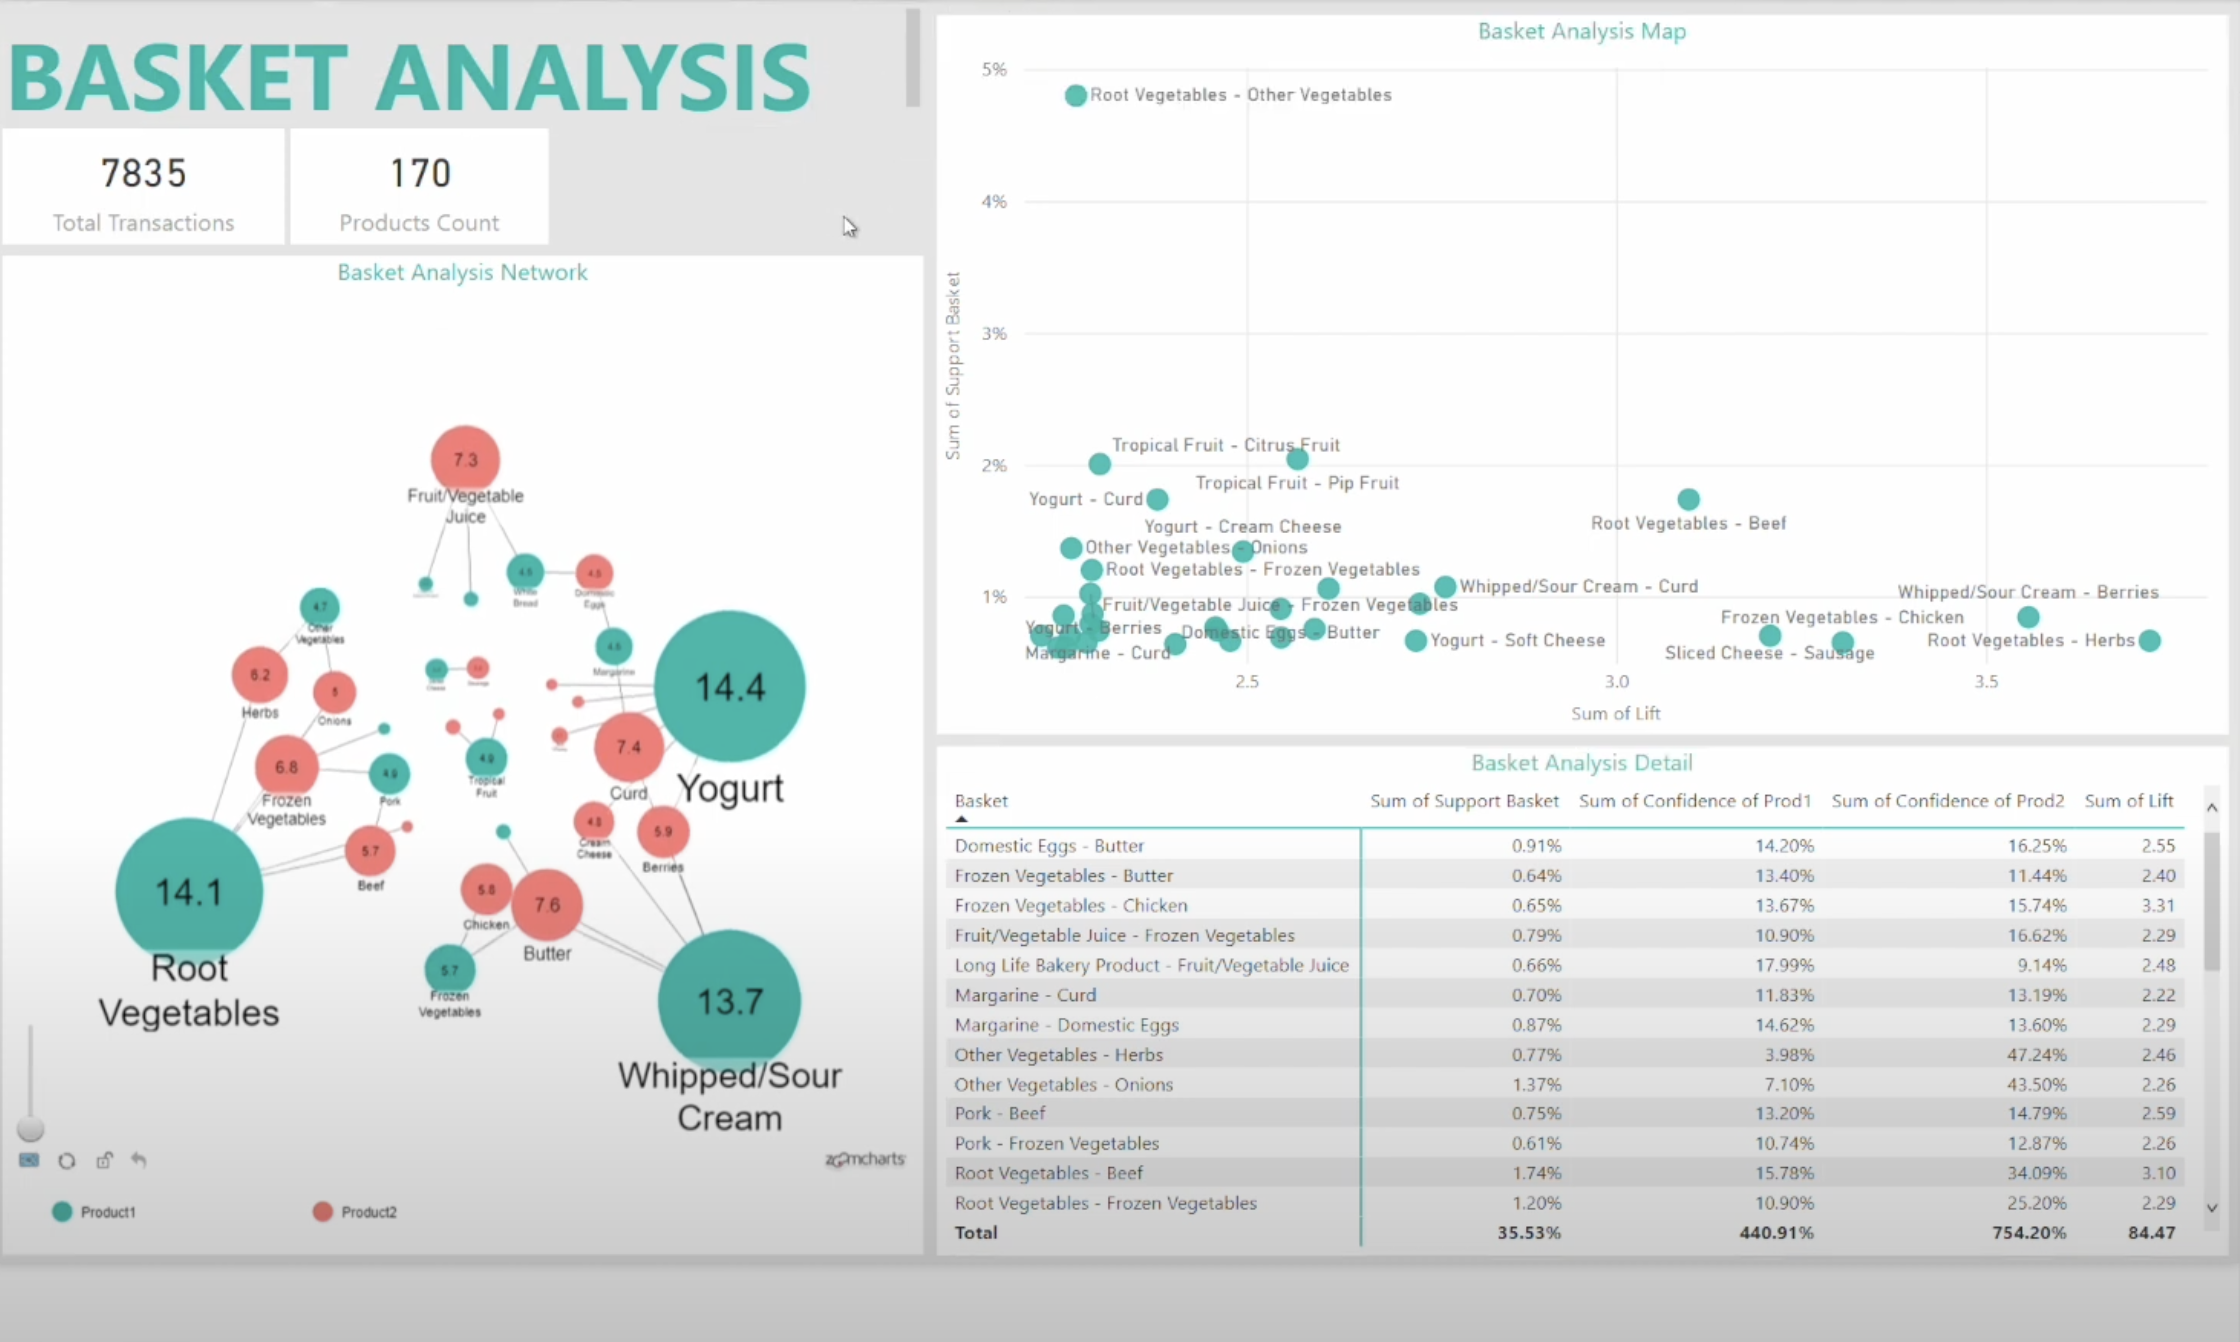 BASKET ANALYSIS
7835
Total Transactions
170
Products Count
Basket Analysis Network
7.3
Fruit/Vegetable
Juice
4.5
White
Bread
4.5
Domestic
Eggs
4.7
Other
Vegetables
6.2
Herbs
5
Onions
4.5
Margarine
14.4
Yogurt
7.4
Curd
6.8
Frozen
Vegetables
4.9
Pork
4.9
Tropical
Fruit
4.8
Cream
Cheese
5.9
Berries
5.7
Beef
14.1
Root
Vegetables
5.8
Chicken
7.6
Butter
5.7
Frozen
Vegetables
13.7
Whipped/Sour
Cream
zoomcharts
Product1
Product2
Basket Analysis Map
Sum of Support Basket
5%
4%
3%
2%
1%
Root Vegetables - Other Vegetables
Tropical Fruit - Citrus Fruit
Tropical Fruit - Pip Fruit
Yogurt - Curd
Root Vegetables - Beef
Yogurt - Cream Cheese
Other Vegetables - Onions
Root Vegetables - Frozen Vegetables
Whipped/Sour Cream - Curd
Whipped/Sour Cream - Berries
Fruit/Vegetable Juice - Frozen Vegetables
Frozen Vegetables - Chicken
Yogurt - Berries
Domestic Eggs - Butter
Yogurt - Soft Cheese
Root Vegetables - Herbs
Margarine - Curd
Sliced Cheese - Sausage
2.5
3.0
3.5
Sum of Lift
Basket Analysis Detail
Basket Sum of Support Basket Sum of Confidence of Prod1 Sum of Confidence of Prod2 Sum of Lift
Domestic Eggs - Butter 0.91% 14.20% 16.25% 2.55
Frozen Vegetables - Butter 0.64% 13.40% 11.44% 2.40
Frozen Vegetables - Chicken 0.65% 13.67% 15.74% 3.31
Fruit/Vegetable Juice - Frozen Vegetables 0.79% 10.90% 16.62% 2.29
Long Life Bakery Product - Fruit/Vegetable Juice 0.66% 17.99% 9.14% 2.48
Margarine - Curd 0.70% 11.83% 13.19% 2.22
Margarine - Domestic Eggs 0.87% 14.62% 13.60% 2.29
Other Vegetables - Herbs 0.77% 3.98% 47.24% 2.46
Other Vegetables - Onions 1.37% 7.10% 43.50% 2.26
Pork - Beef 0.75% 13.20% 14.79% 2.59
Pork - Frozen Vegetables 0.61% 10.74% 12.87% 2.26
Root Vegetables - Beef 1.74% 15.78% 34.09% 3.10
Root Vegetables - Frozen Vegetables 1.20% 10.90% 25.20% 2.29
Total 35.53% 440.91% 754.20% 84.47